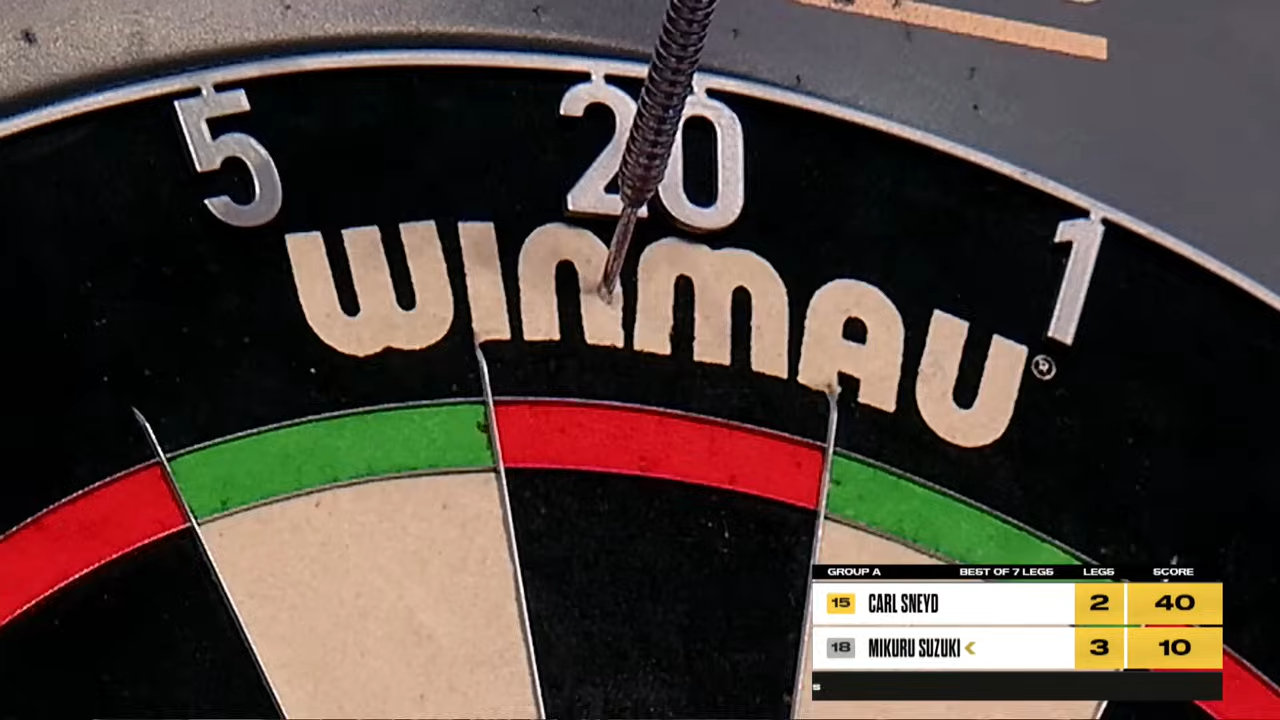 5 20 1
WINMAU®
GROUP A BEST OF 7 LEGS LEGS SCORE
15 CARL SNEYD 2 40
18 MIKURU SUZUKI 3 10
s